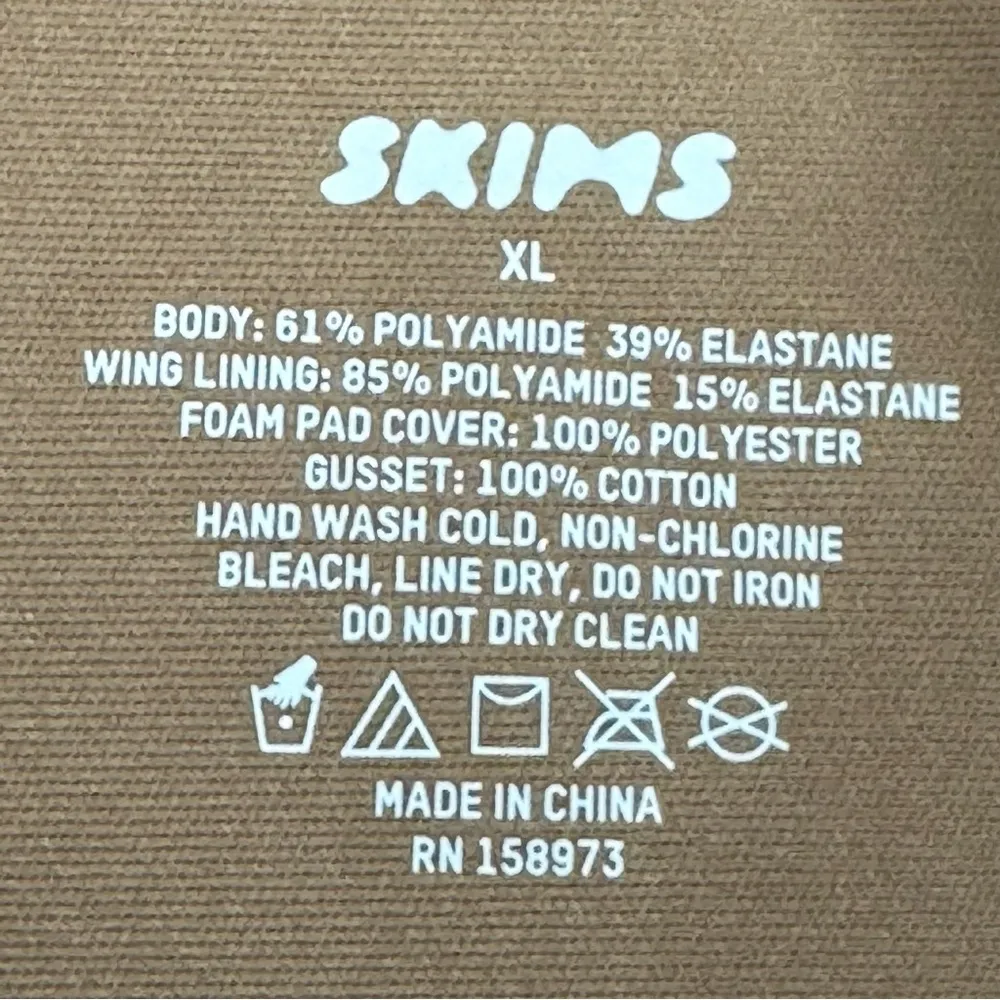 SKIMS
XL
BODY: 61% POLYAMIDE 39% ELASTANE
WING LINING: 85% POLYAMIDE 15% ELASTANE
FOAM PAD COVER: 100% POLYESTER
GUSSET: 100% COTTON
HAND WASH COLD, NON-CHLORINE
BLEACH, LINE DRY, DO NOT IRON
DO NOT DRY CLEAN
MADE IN CHINA
RN 158973